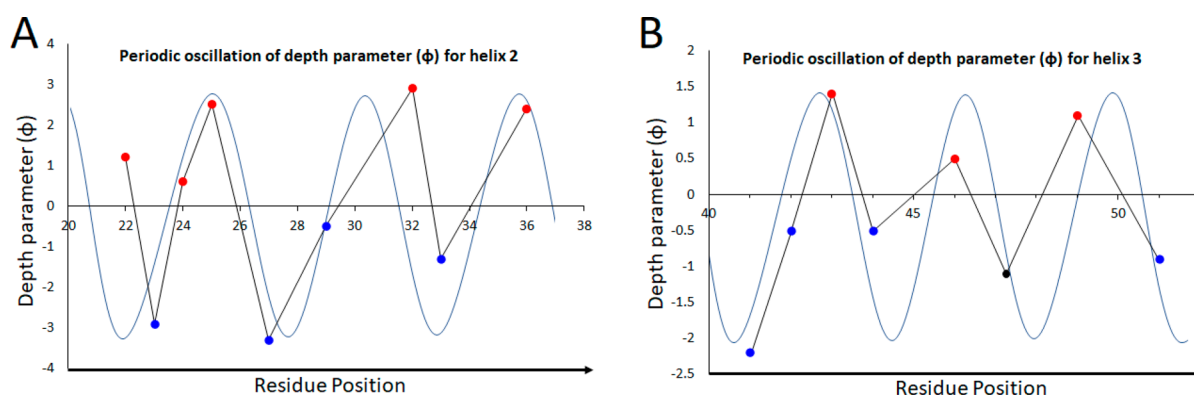 A
Periodic oscillation of depth parameter (ϕ) for helix 2
Depth parameter (ϕ)
4
3
2
1
0
-1
-2
-3
-4
20 22 24 26 28 30 32 34 36 38
Residue Position
B
Periodic oscillation of depth parameter (ϕ) for helix 3
Depth parameter (ϕ)
2
1.5
1
0.5
0
-0.5
-1
-1.5
-2
-2.5
40 45 50
Residue Position